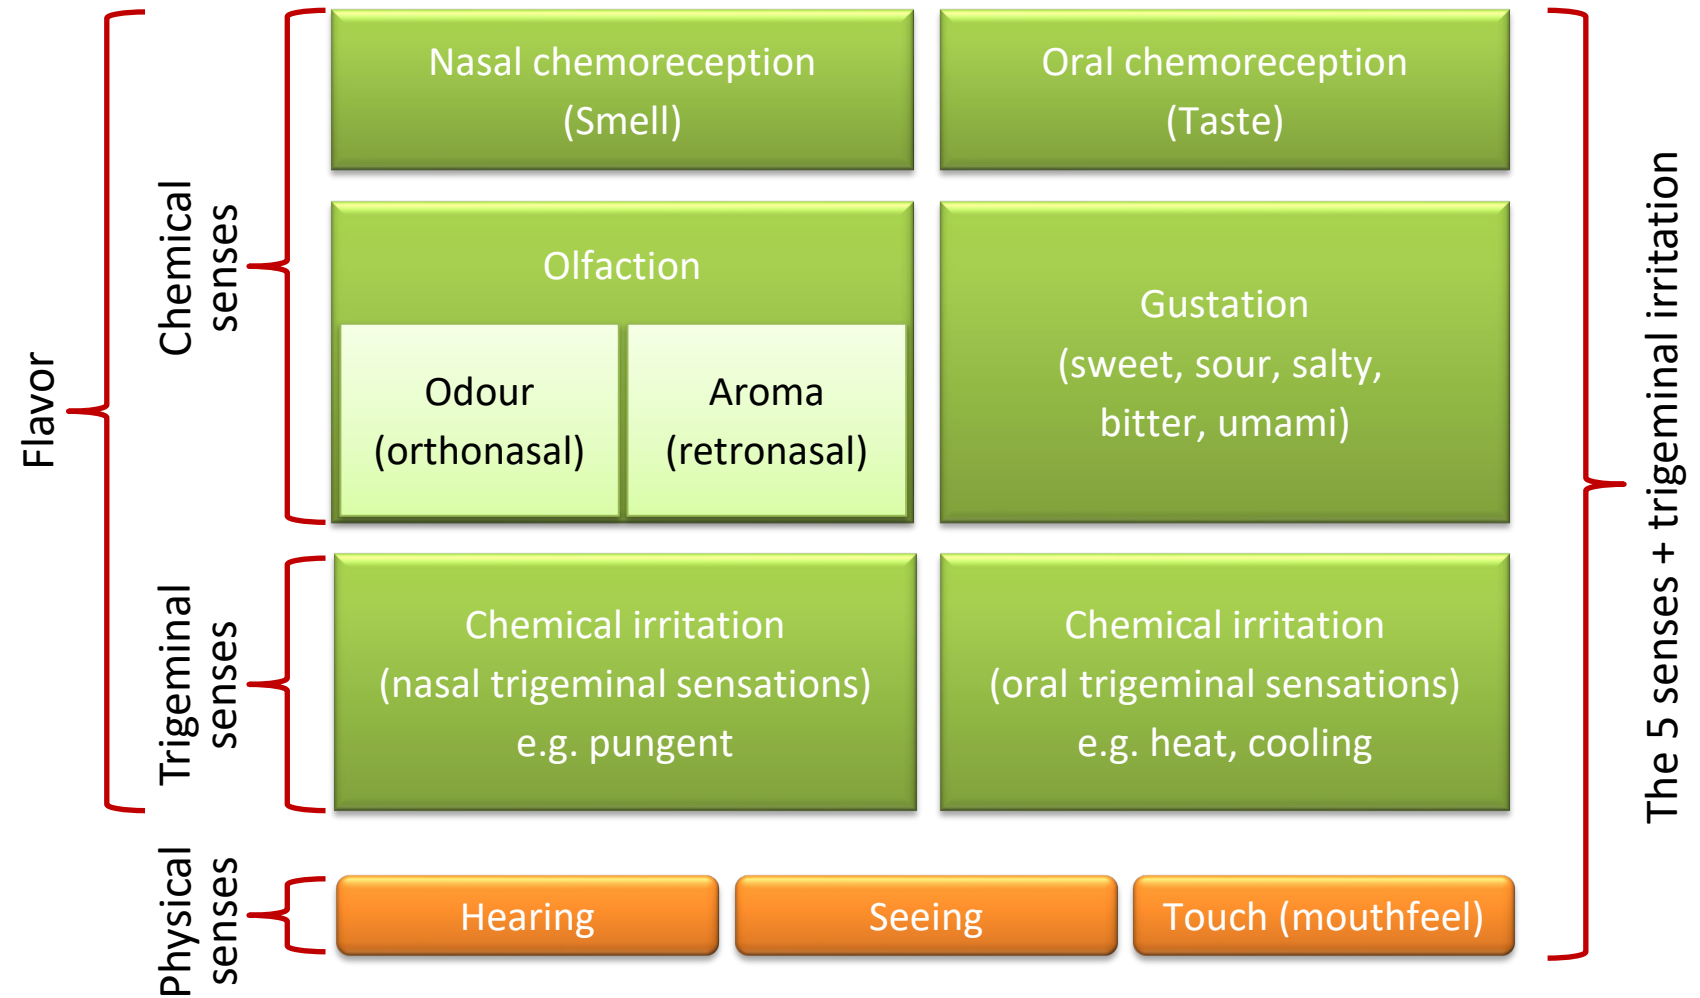 Flavor
Chemical
senses
Nasal chemoreception
(Smell)
Oral chemoreception
(Taste)
Olfaction
Odour
(orthonasal)
Aroma
(retronasal)
Gustation
(sweet, sour, salty,
bitter, umami)
Trigeminal
senses
Chemical irritation
(nasal trigeminal sensations)
e.g. pungent
Chemical irritation
(oral trigeminal sensations)
e.g. heat, cooling
Physical
senses
Hearing
Seeing
Touch (mouthfeel)
The 5 senses + trigeminal irritation